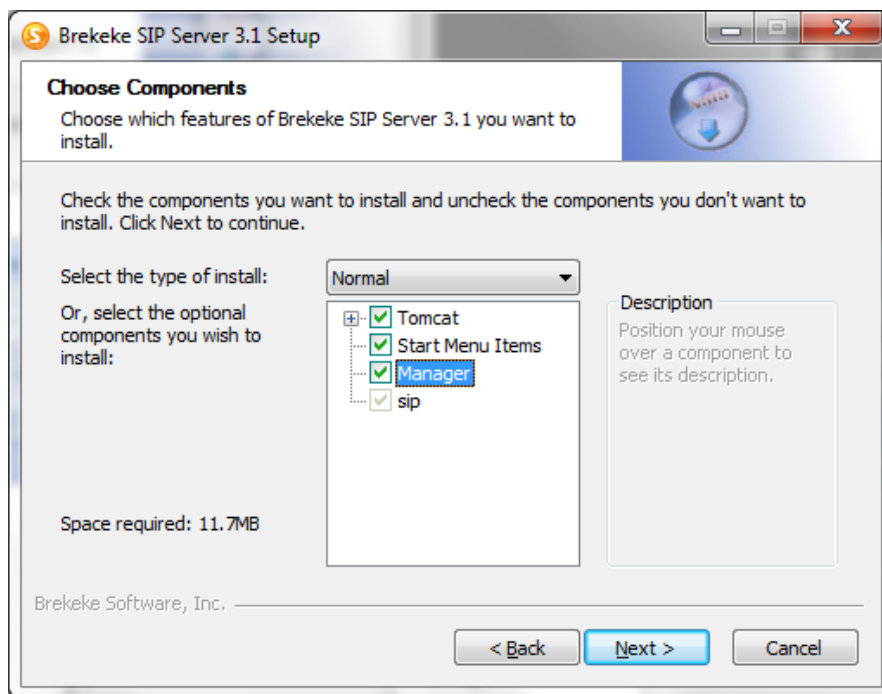 Brekeke SIP Server 3.1 Setup
Choose Components
Choose which features of Brekeke SIP Server 3.1 you want to
install.
Check the components you want to install and uncheck the components you don't want to
install. Click Next to continue.
Select the type of install:
Normal
Or, select the optional
components you wish to
install:
Tomcat
Start Menu Items
Manager
sip
Description
Position your mouse
over a component to
see its description.
Space required: 11.7MB
Brekeke Software, Inc.
< Back
Next >
Cancel